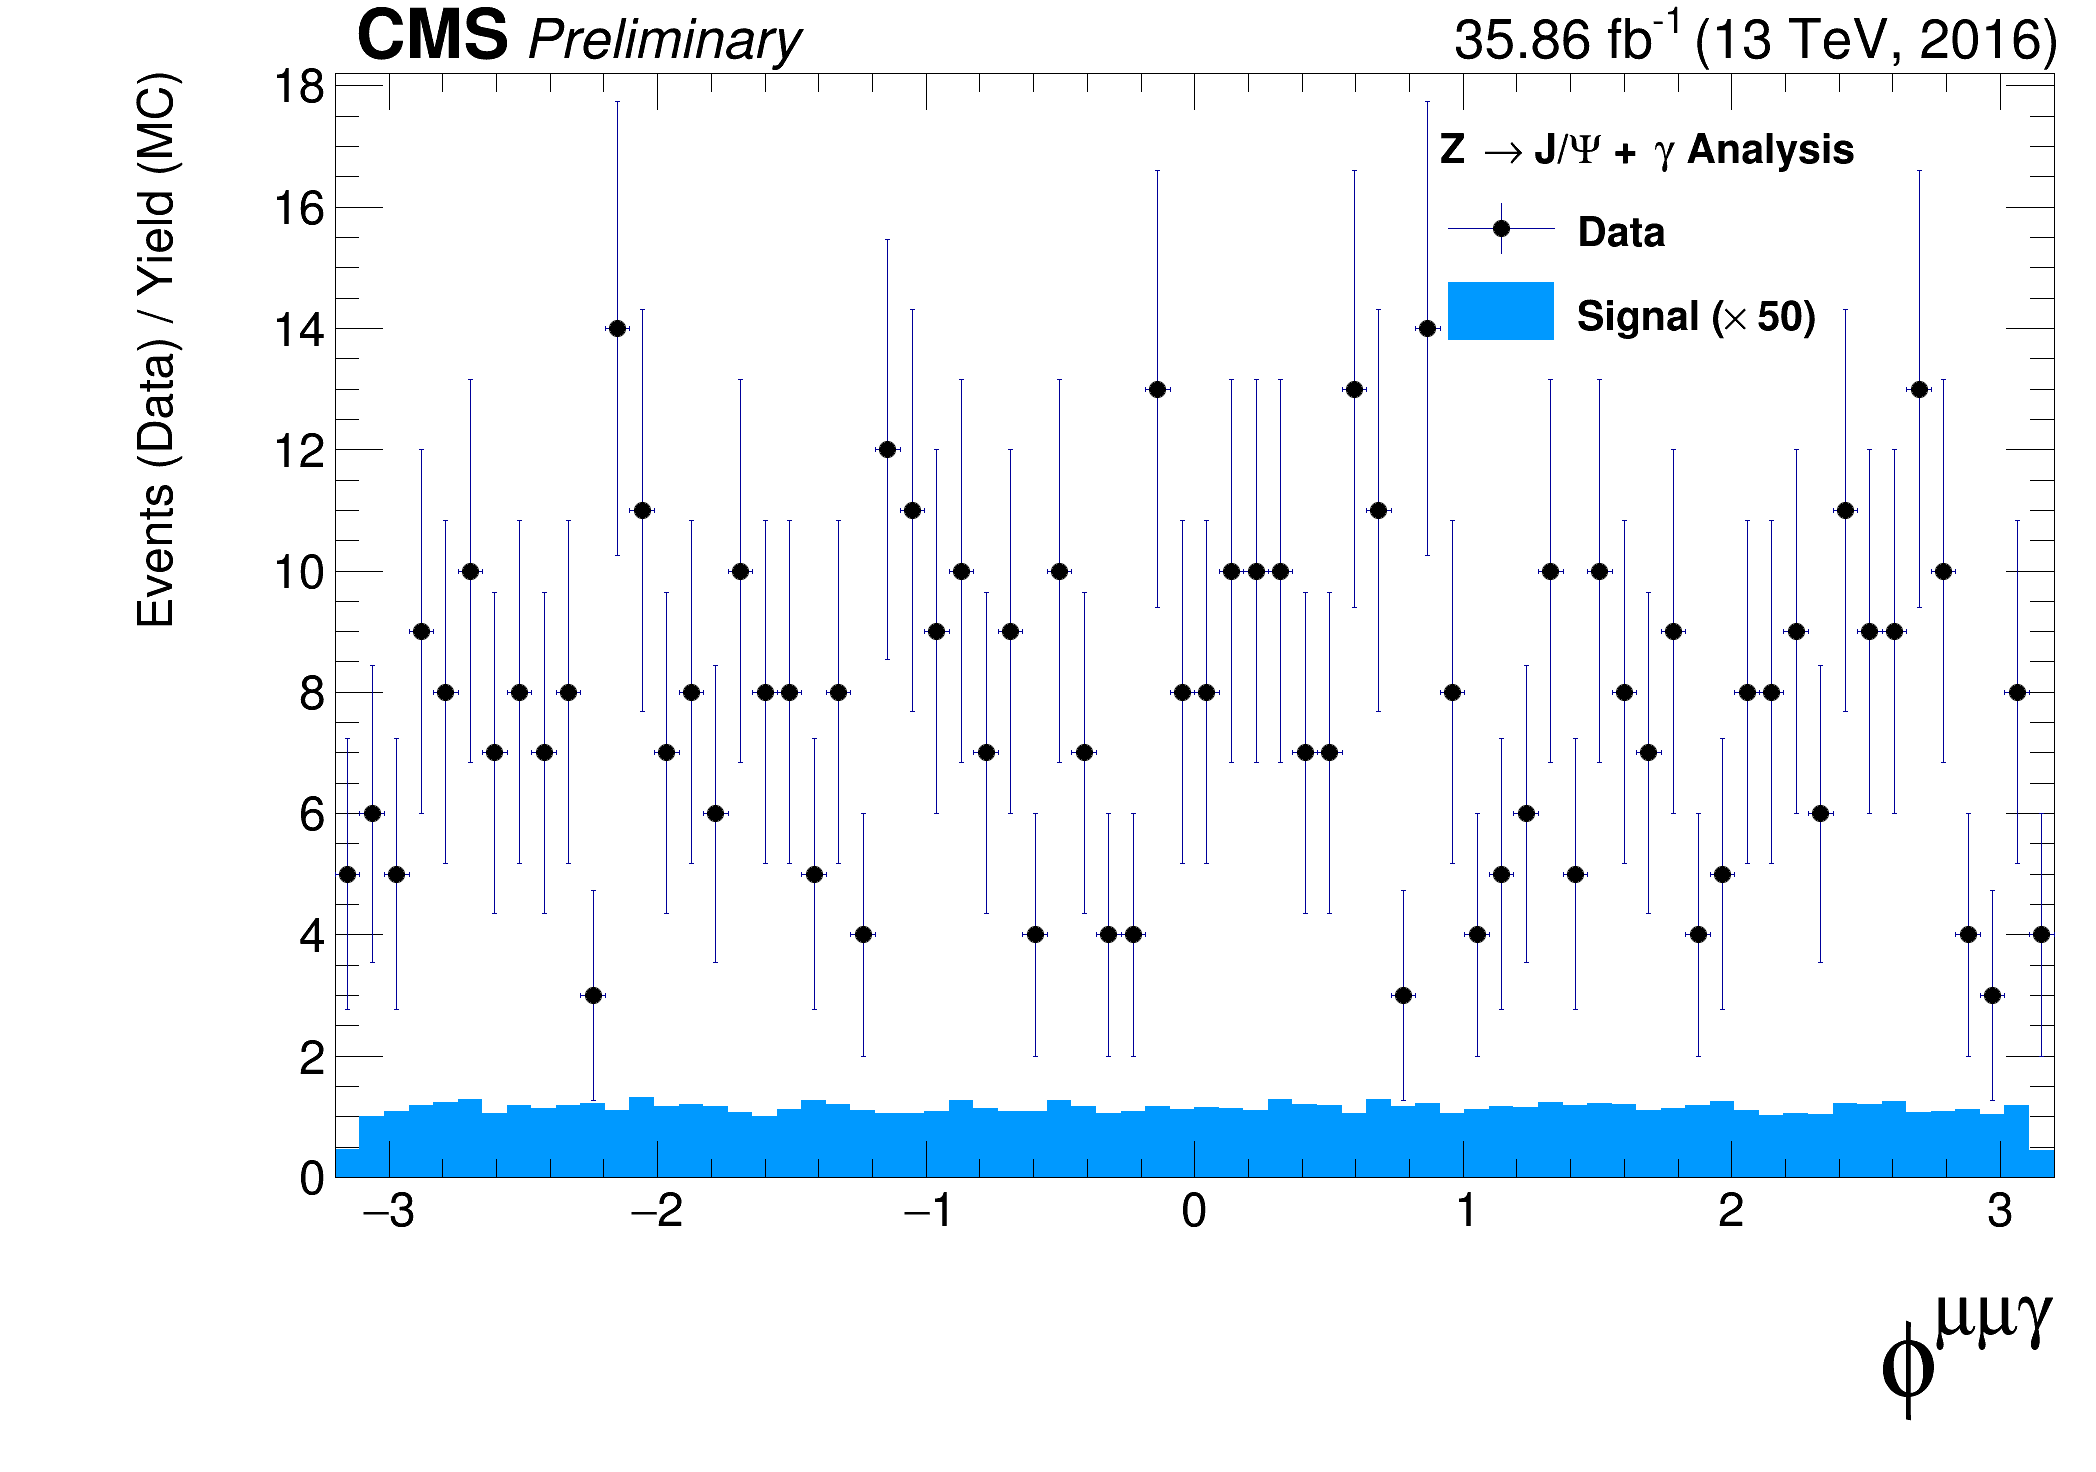 CMS Preliminary
35.86 fb⁻¹ (13 TeV, 2016)
Events (Data) / Yield (MC)
18
16
14
12
10
8
6
4
2
0
Z → J/Ψ + γ Analysis
Data
Signal (× 50)
−3 −2 −1 0 1 2 3
ϕ^μμγ